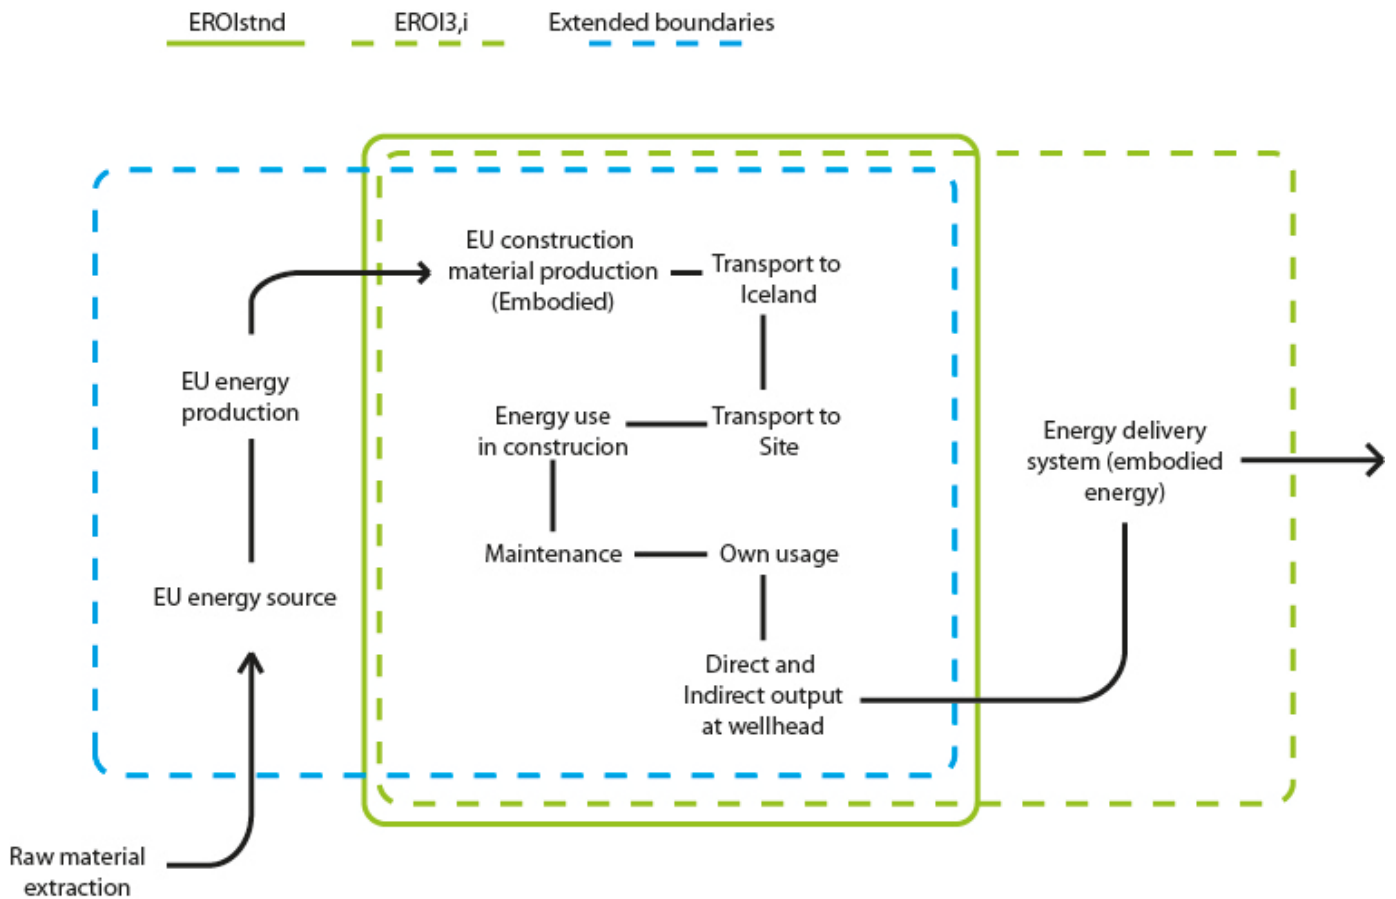 EROIstnd
EROI3,i
Extended boundaries
EU construction
material production
(Embodied)
Transport to
Iceland
EU energy
production
Energy use
in construcion
Transport to
Site
Energy delivery
system (embodied
energy)
Maintenance
Own usage
EU energy source
Direct and
Indirect output
at wellhead
Raw material
extraction